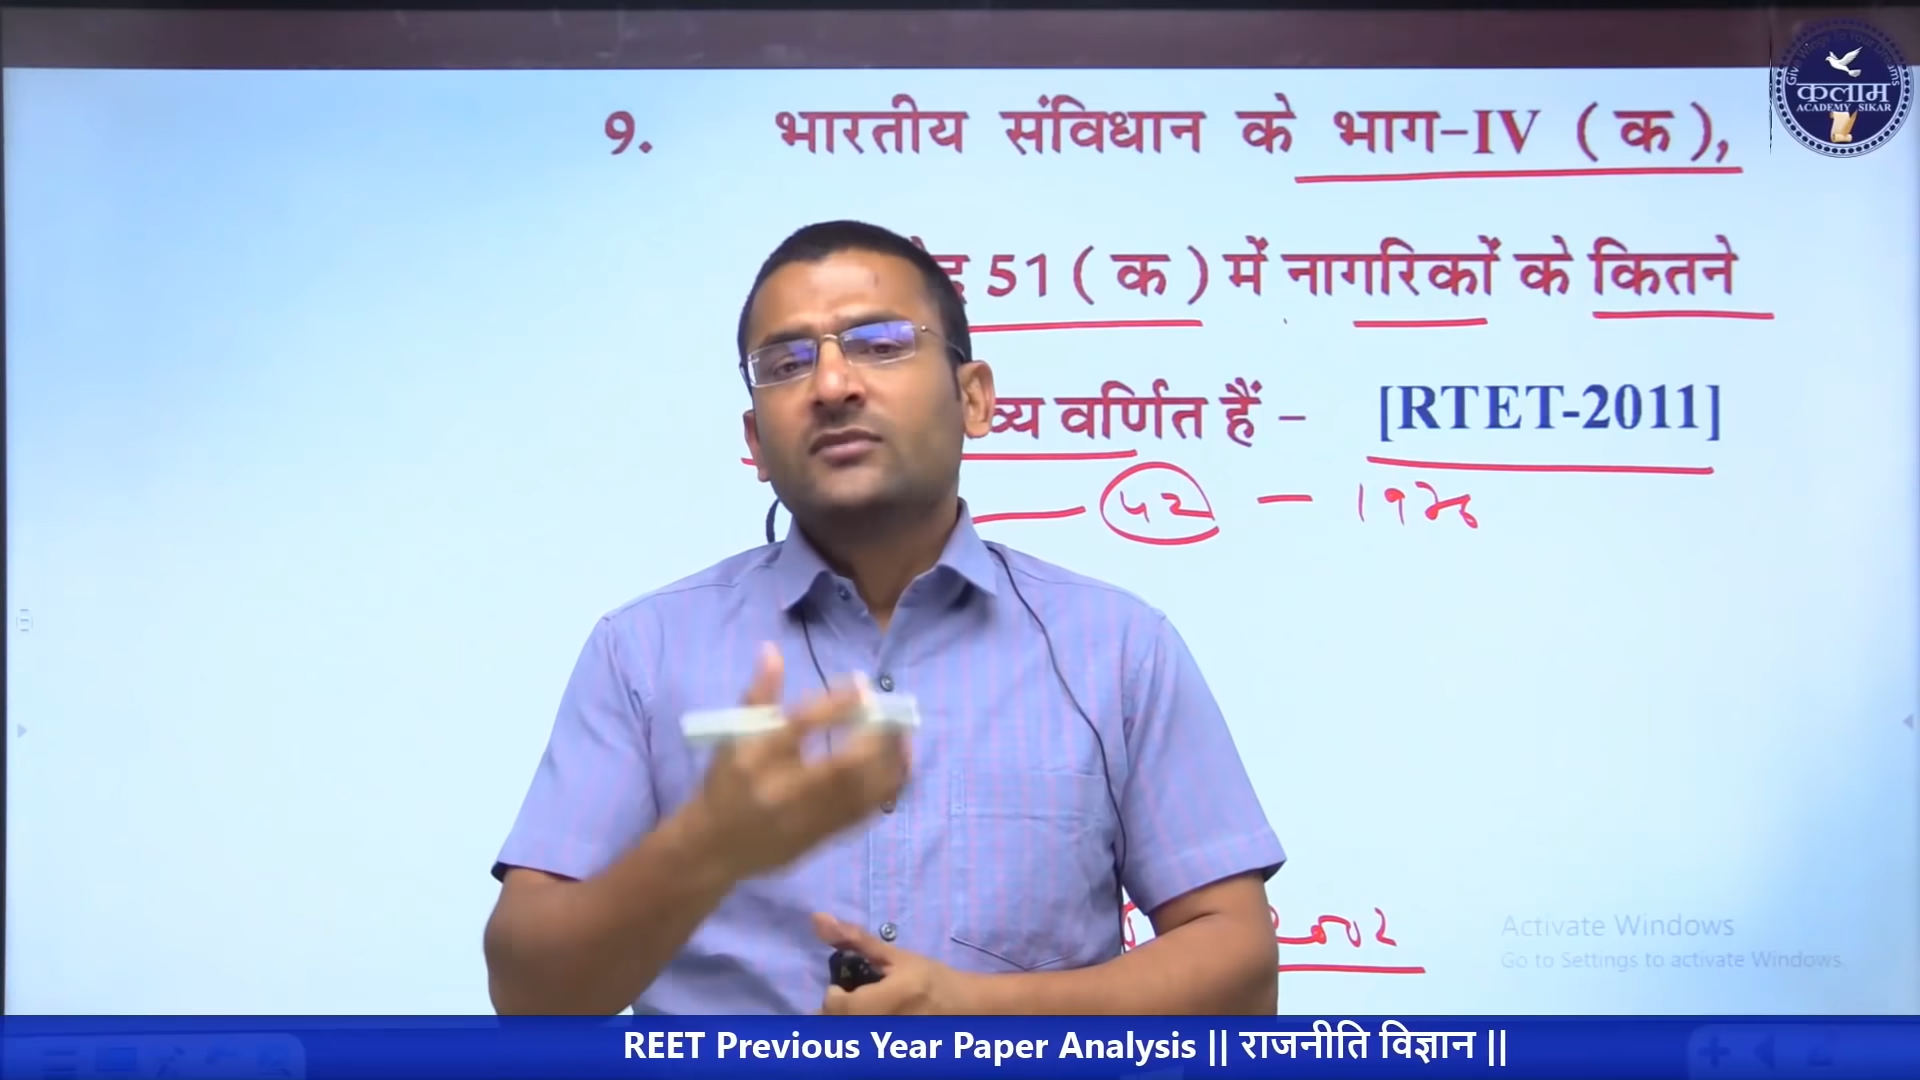 9. भारतीय संविधान के भाग-IV ( क ),
51 ( क ) में नागरिकों के कितने
वर्णित हैं - [RTET-2011]
42 - 1976
2002
कलाम
ACADEMY SIKAR
Activate Windows
Go to Settings to activate Windows.
REET Previous Year Paper Analysis || राजनीति विज्ञान ||